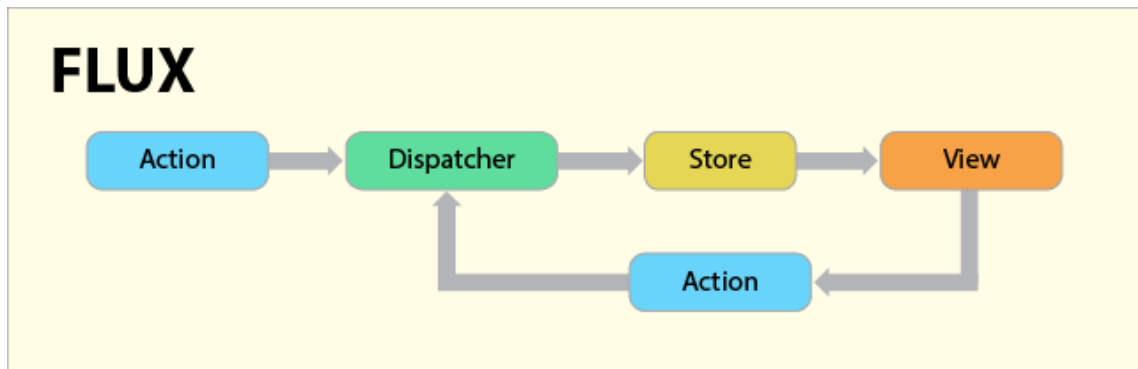 FLUX
Action
Dispatcher
Store
View
Action